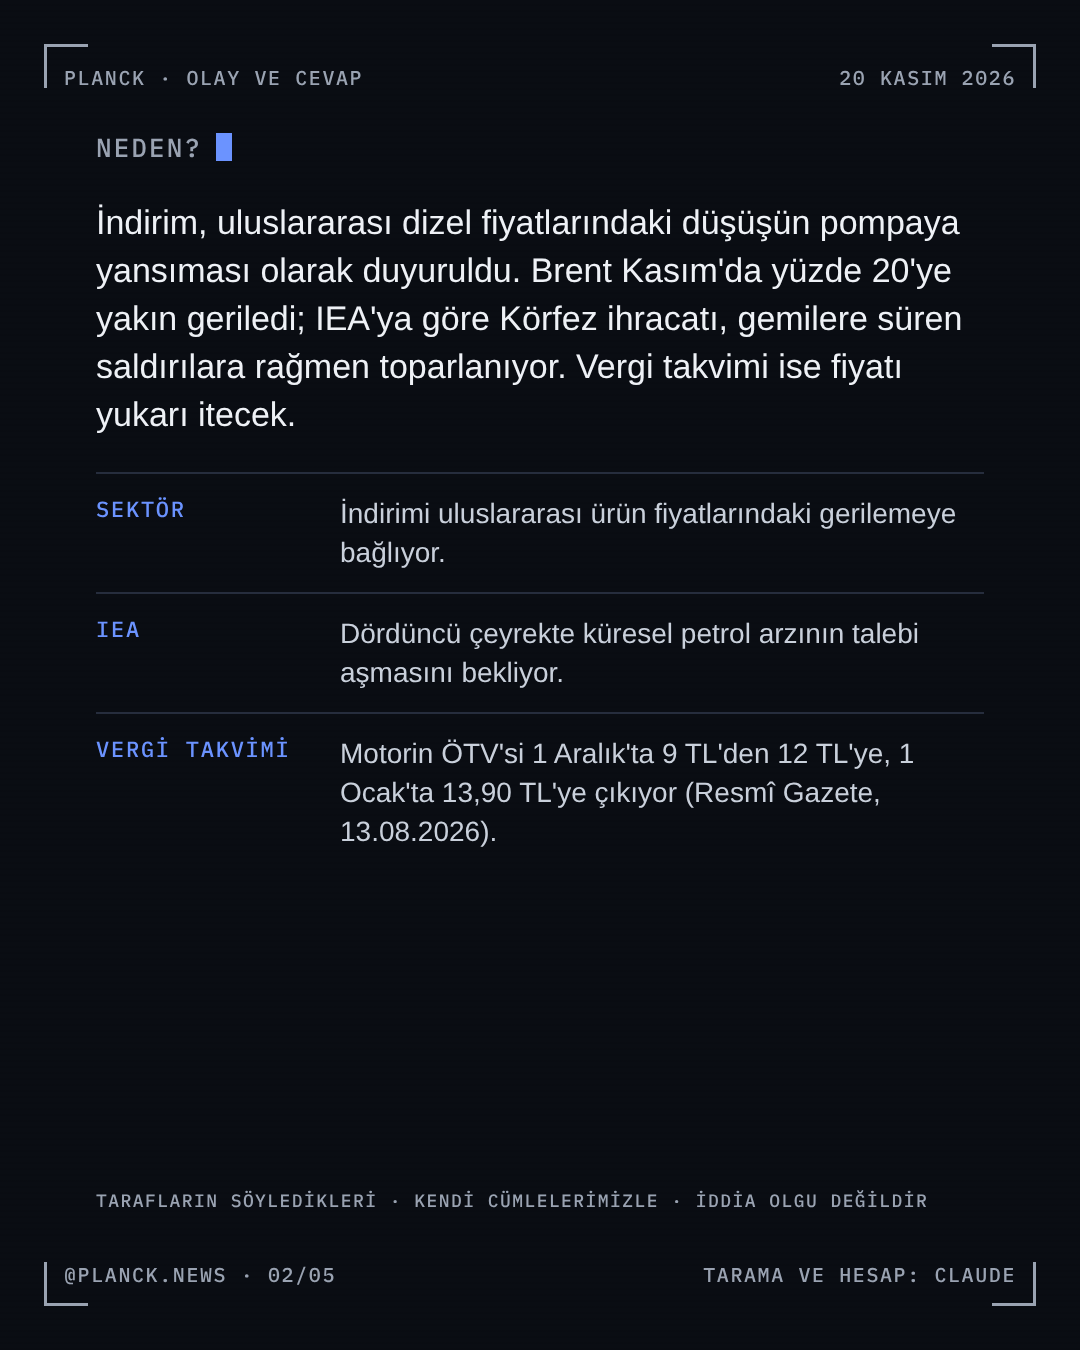 PLANCK · OLAY VE CEVAP
20 KASIM 2026
NEDEN?
İndirim, uluslararası dizel fiyatlarındaki düşüşün pompaya
yansıması olarak duyuruldu. Brent Kasım'da yüzde 20'ye
yakın geriledi; IEA'ya göre Körfez ihracatı, gemilere süren
saldırılara rağmen toparlanıyor. Vergi takvimi ise fiyatı
yukarı itecek.
SEKTÖR
İndirimi uluslararası ürün fiyatlarındaki gerilemeye
bağlıyor.
IEA
Dördüncü çeyrekte küresel petrol arzının talebi
aşmasını bekliyor.
VERGİ TAKVİMİ
Motorin ÖTV'si 1 Aralık'ta 9 TL'den 12 TL'ye, 1
Ocak'ta 13,90 TL'ye çıkıyor (Resmî Gazete,
13.08.2026).
TARAFLARIN SÖYLEDİKLERİ · KENDİ CÜMLELERİMİZLE · İDDİA OLGU DEĞİLDİR
@PLANCK.NEWS · 02/05
TARAMA VE HESAP: CLAUDE